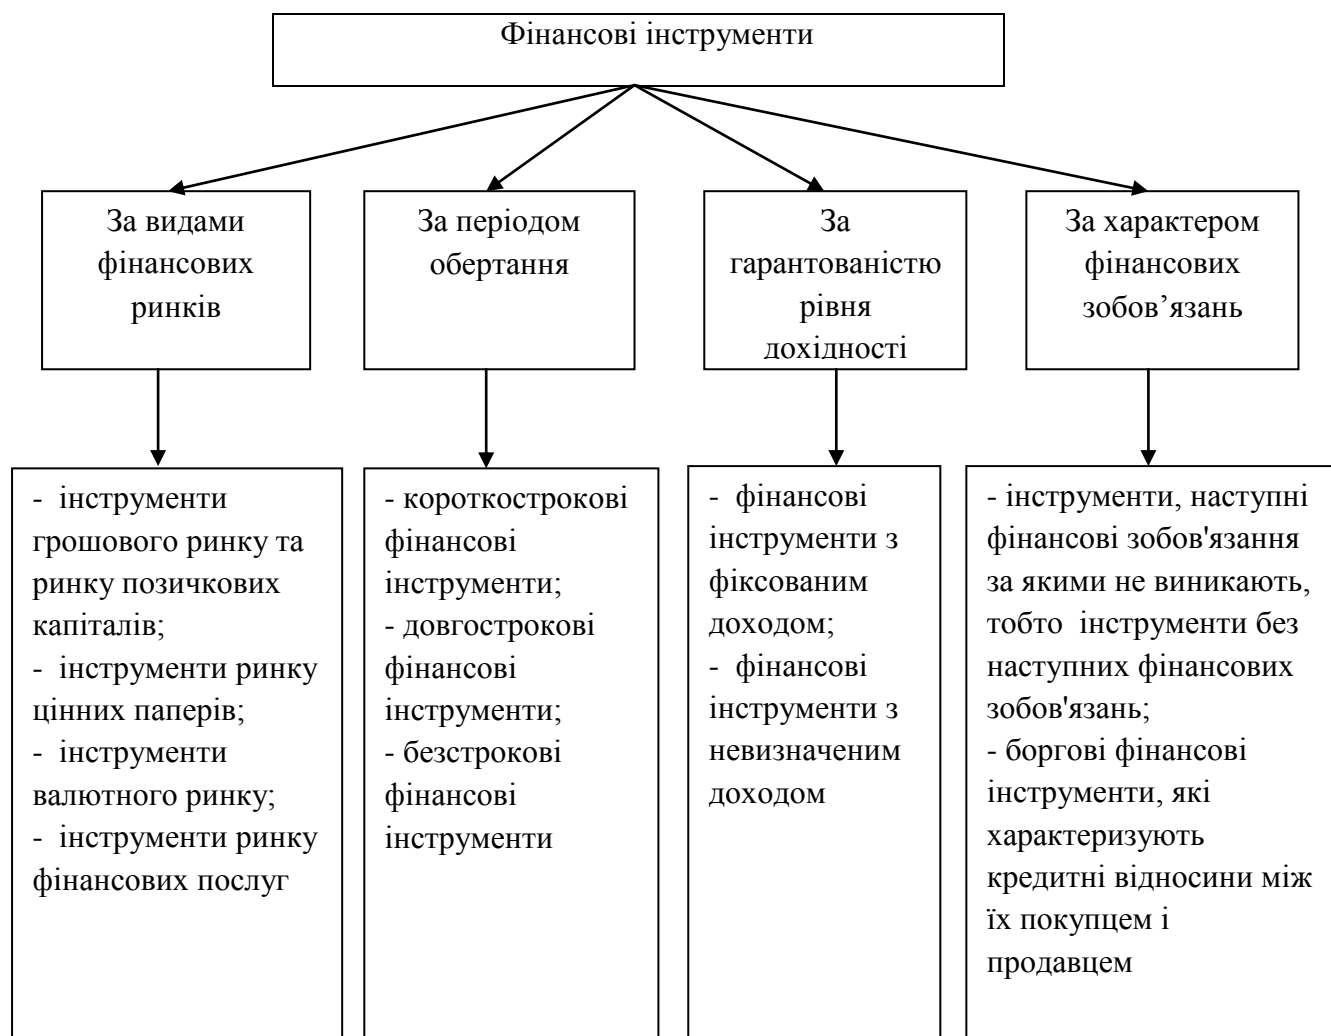 Фінансові інструменти
За видами
фінансових
ринків
За періодом
обертання
За
гарантованістю
рівня
дохідності
За характером
фінансових
зобов’язань
- інструменти
грошового ринку та
ринку позичкових
капіталів;
- інструменти ринку
цінних паперів;
- інструменти
валютного ринку;
- інструменти ринку
фінансових послуг
- короткострокові
фінансові
інструменти;
- довгострокові
фінансові
інструменти;
- безстрокові
фінансові
інструменти
- фінансові
інструменти з
фіксованим
доходом;
- фінансові
інструменти з
невизначеним
доходом
- інструменти, наступні
фінансові зобов'язання
за якими не виникають,
тобто інструменти без
наступних фінансових
зобов'язань;
- боргові фінансові
інструменти, які
характеризують
кредитні відносини між
їх покупцем і
продавцем